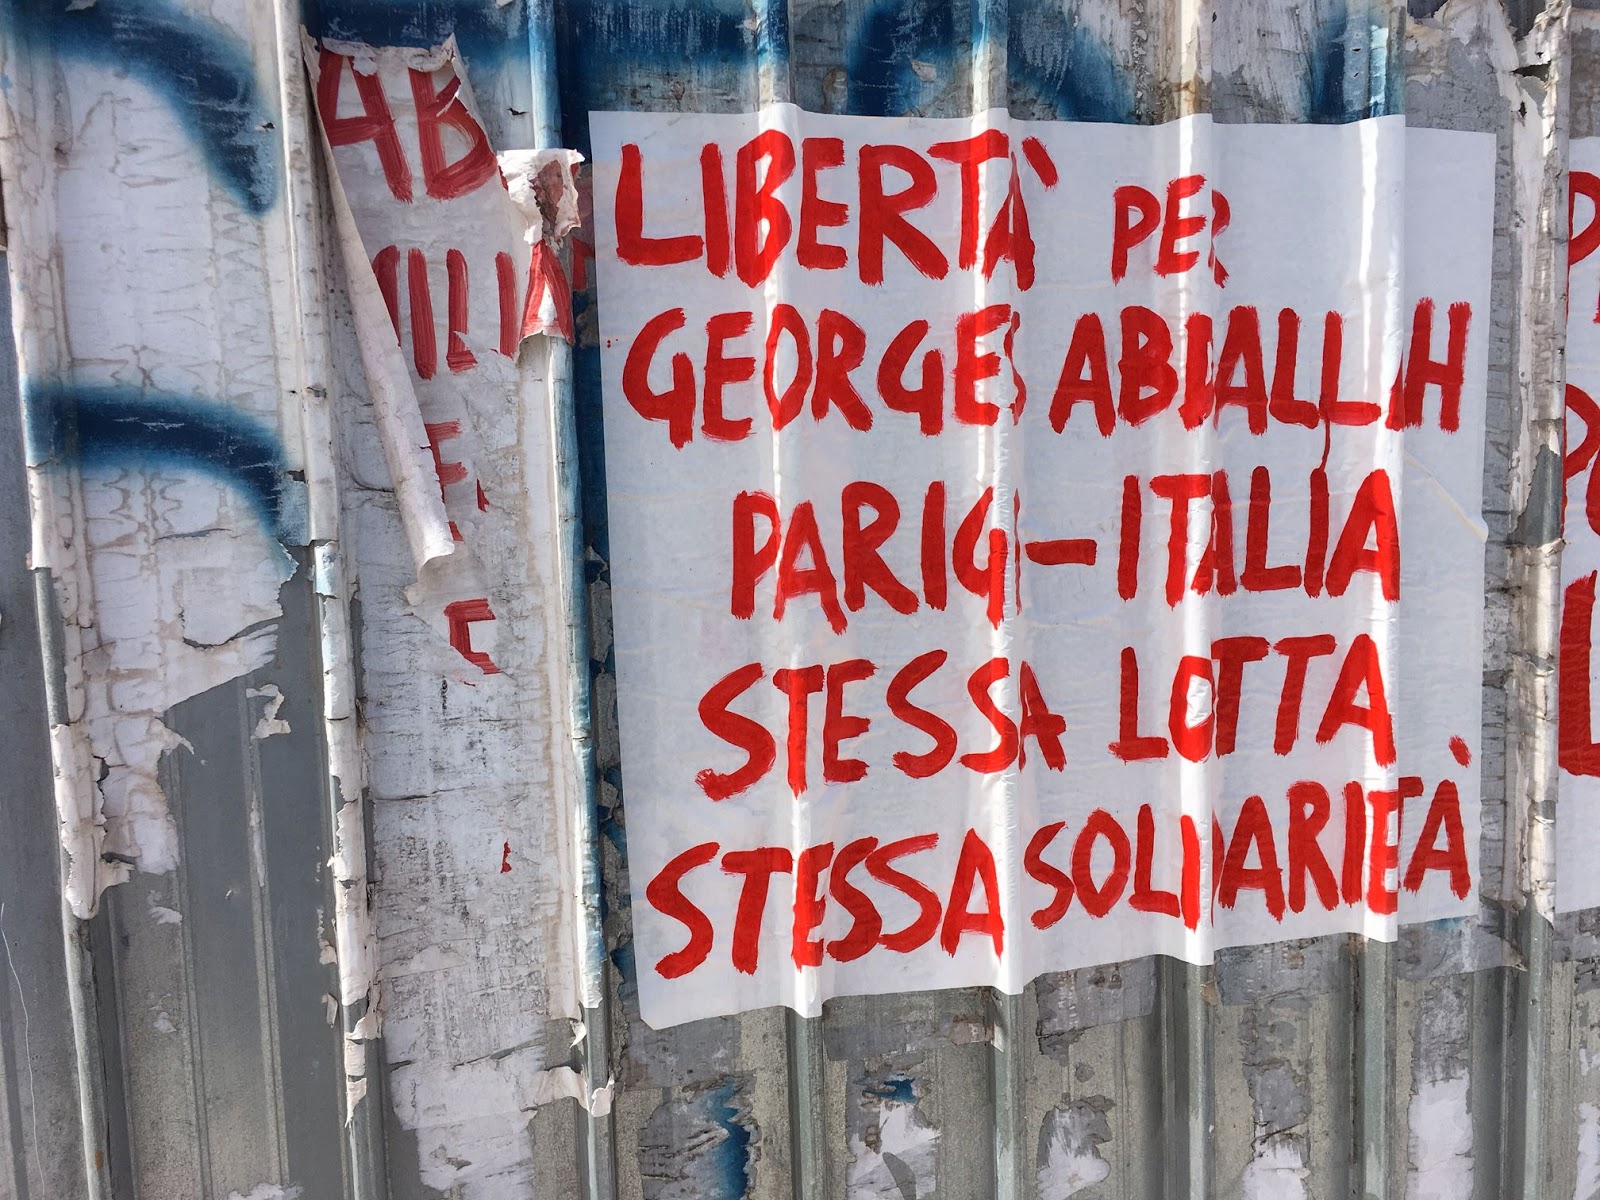 LIBERTÀ PER
GEORGES ABDALLAH
PARIGI-ITALIA
STESSA LOTTA
STESSA SOLIDARIETÀ